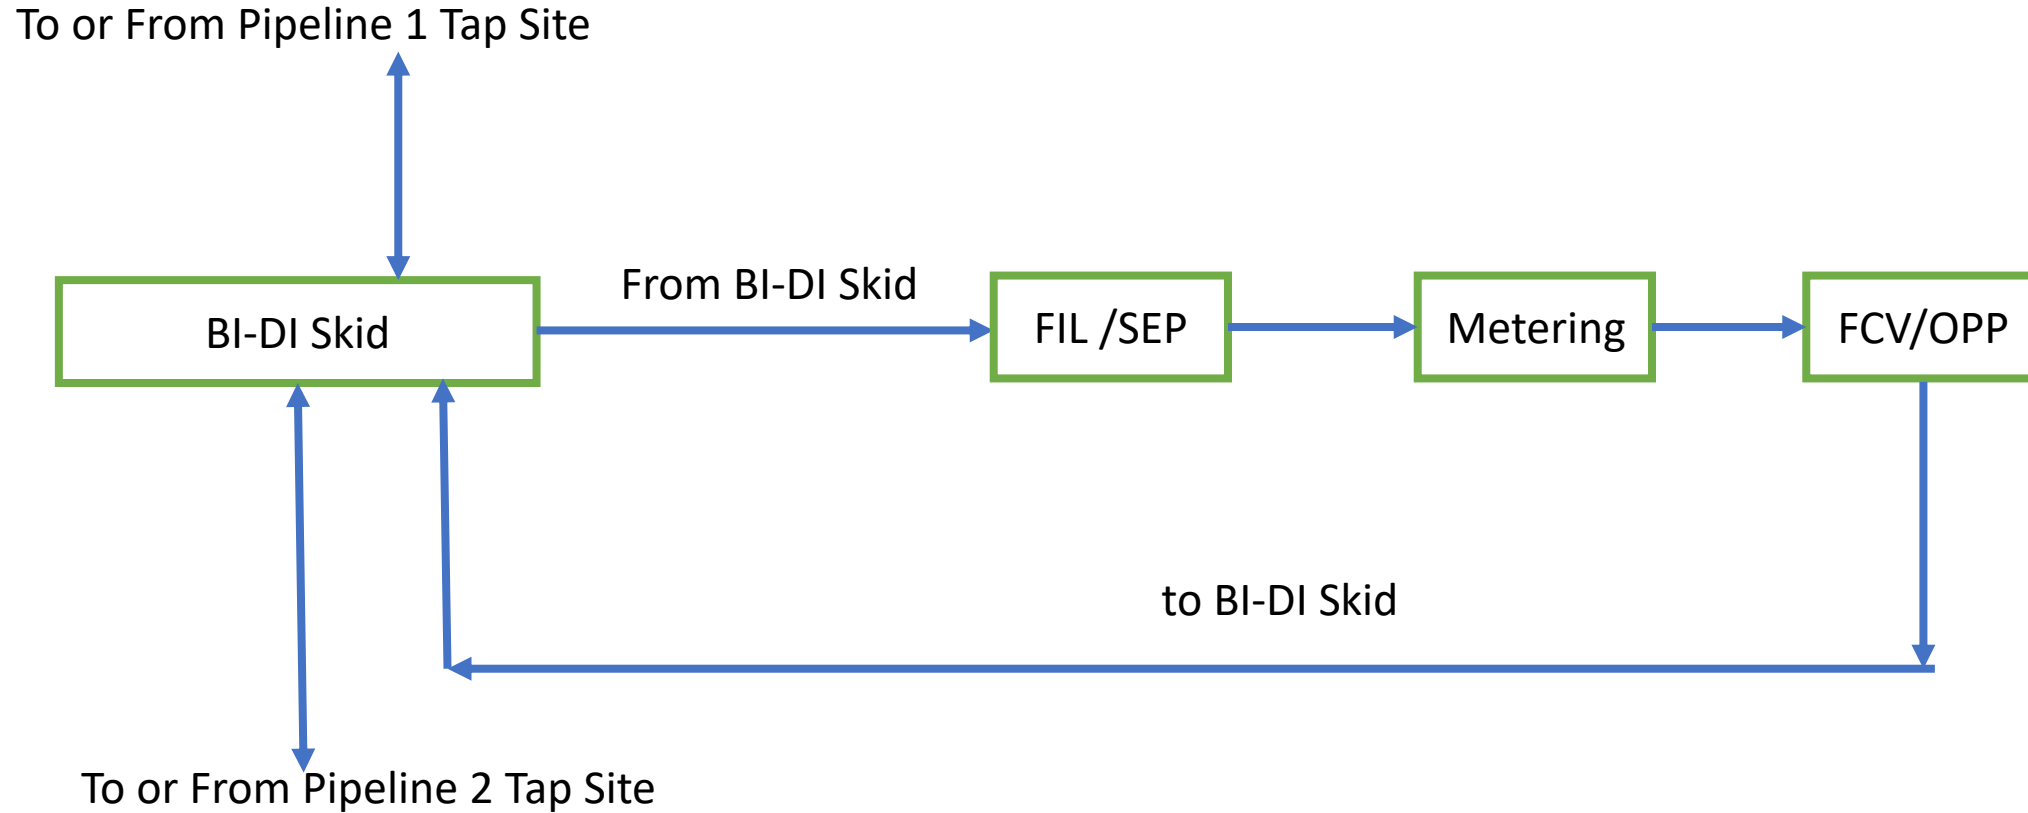 To or From Pipeline 1 Tap Site
From BI-DI Skid
BI-DI Skid
FIL /SEP
Metering
FCV/OPP
to BI-DI Skid
To or From Pipeline 2 Tap Site